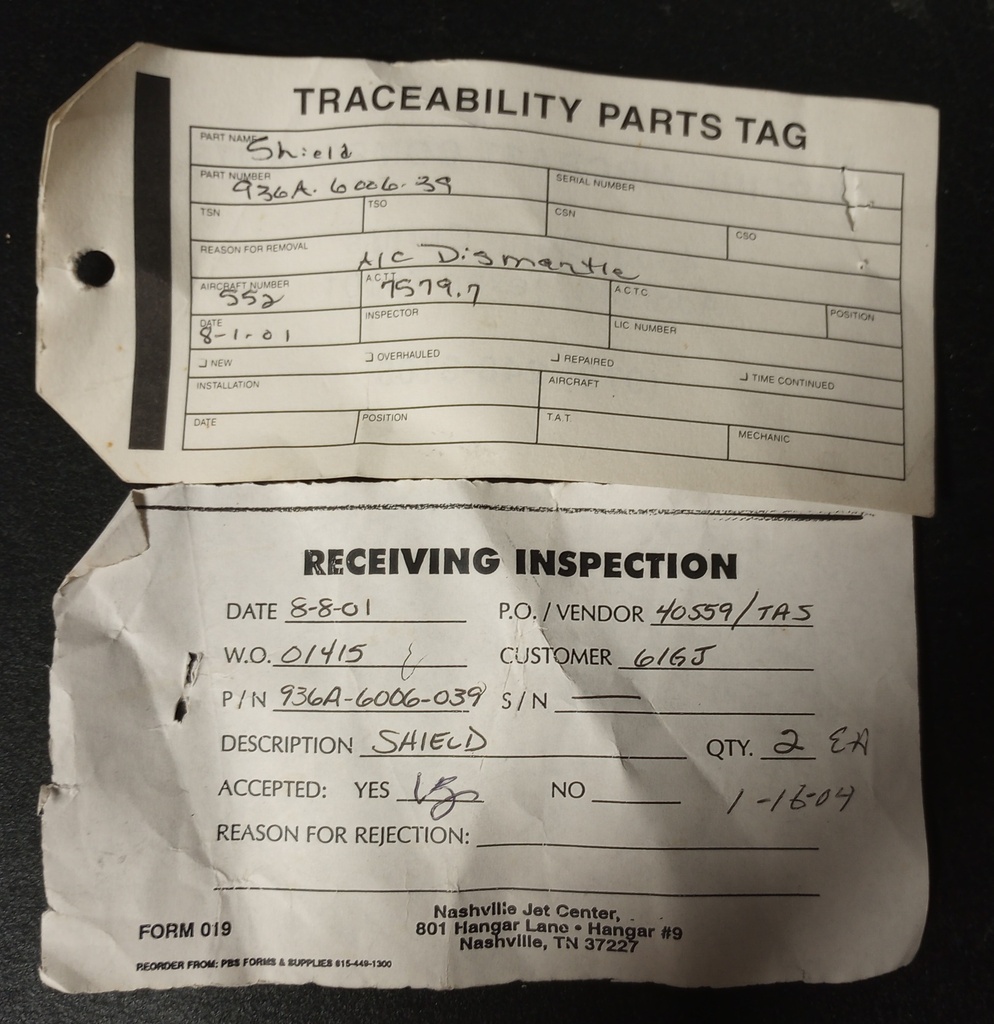 TRACEABILITY PARTS TAG
PART NAME Shield
PART NUMBER 936A-6006-39 SERIAL NUMBER
TSN TSO CSN CSO
REASON FOR REMOVAL A/C Dismantle
AIRCRAFT NUMBER 552 A.C.T.T. 7579.7 A.C.T.C. POSITION
DATE 8-1-01 INSPECTOR LIC NUMBER
NEW OVERHAULED REPAIRED TIME CONTINUED
INSTALLATION AIRCRAFT
DATE POSITION T.A.T. MECHANIC
RECEIVING INSPECTION
DATE 8-8-01 P.O. / VENDOR 40559/TAS
W.O. 01415 CUSTOMER 61GJ
P/N 936A-6006-039 S/N —
DESCRIPTION SHIELD QTY. 2 EA
ACCEPTED: YES NO 1-16-04
REASON FOR REJECTION:
Nashville Jet Center,
FORM 019 801 Hangar Lane • Hangar #9
Nashville, TN 37227
REORDER FROM: PBS FORMS & SUPPLIES 615-449-1300